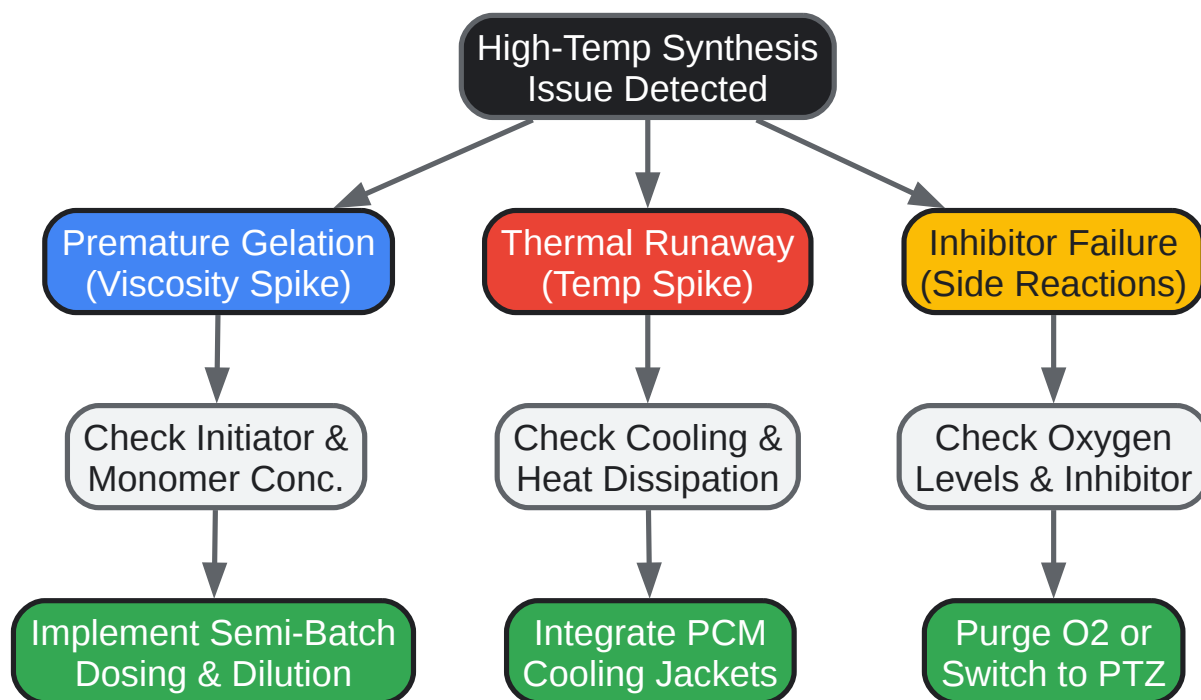 High-Temp Synthesis
Issue Detected
Premature Gelation
(Viscosity Spike)
Thermal Runaway
(Temp Spike)
Inhibitor Failure
(Side Reactions)
Check Initiator &
Monomer Conc.
Check Cooling &
Heat Dissipation
Check Oxygen
Levels & Inhibitor
Implement Semi-Batch
Dosing & Dilution
Integrate PCM
Cooling Jackets
Purge O2 or
Switch to PTZ